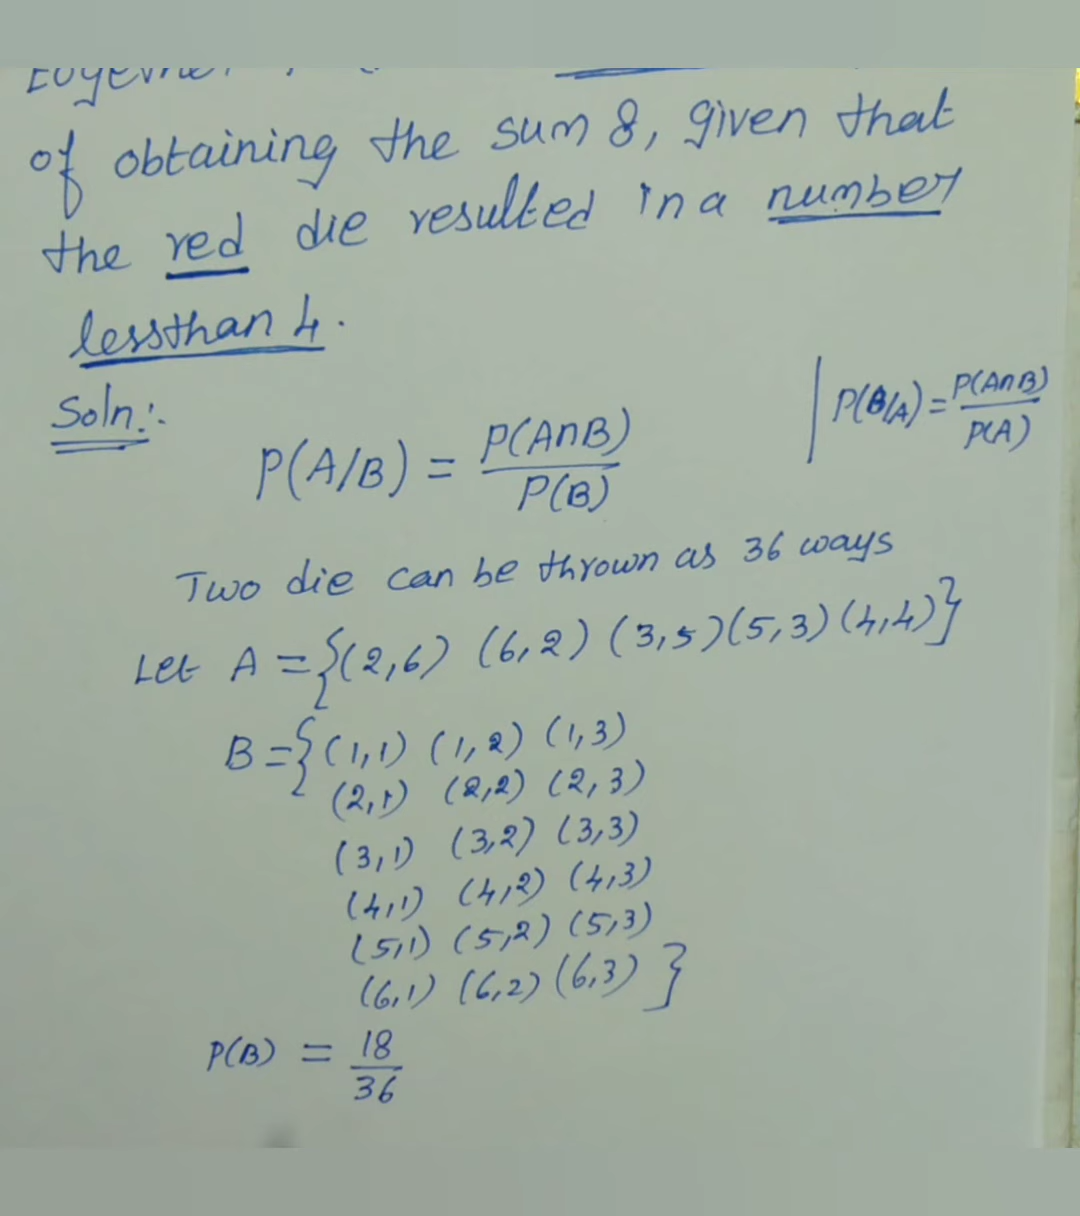 of obtaining the sum 8, given that
the red die resulted in a number
lessthan 4.
Soln:.
P(A/B) = P(A∩B) / P(B)
P(B/A) = P(A∩B) / P(A)
Two die can be thrown as 36 ways
Let A = {(2,6) (6,2) (3,5) (5,3) (4,4)}
B = {(1,1) (1,2) (1,3)
(2,1) (2,2) (2,3)
(3,1) (3,2) (3,3)
(4,1) (4,2) (4,3)
(5,1) (5,2) (5,3)
(6,1) (6,2) (6,3) }
P(B) = 18 / 36